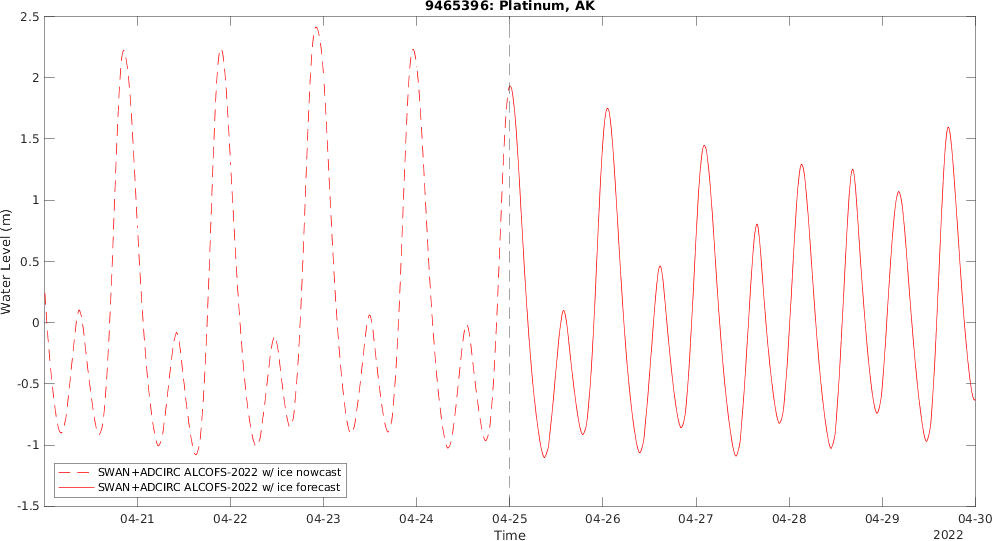 9465396: Platinum, AK
2.5
2
1.5
1
0.5
0
-0.5
-1
-1.5
Water Level (m)
SWAN+ADCIRC ALCOFS-2022 w/ ice nowcast
SWAN+ADCIRC ALCOFS-2022 w/ ice forecast
04-21 04-22 04-23 04-24 04-25 04-26 04-27 04-28 04-29 04-30
Time
2022